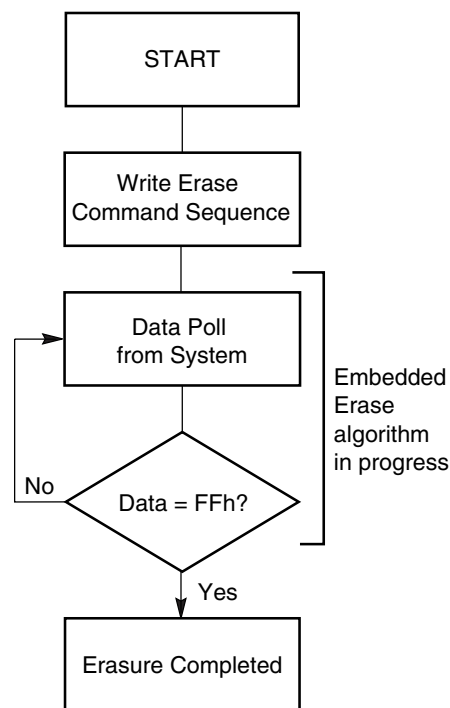 START
Write Erase
Command Sequence
Data Poll
from System
Embedded
Erase
algorithm
in progress
No
Data = FFh?
Yes
Erasure Completed